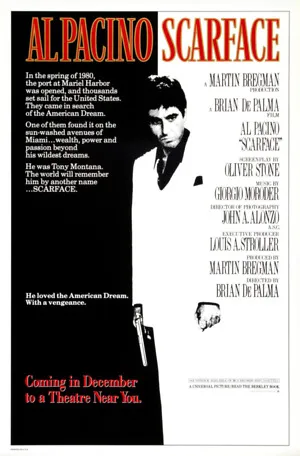 AL PACINO SCARFACE
In the spring of 1980,
the port at Mariel Harbor
was opened, and thousands
set sail for the United States.
They came in search
of the American Dream.
One of them found it on the
sun-washed avenues of
Miami...wealth, power and
passion beyond
his wildest dreams.
He was Tony Montana.
The world will remember
him by another name
...SCARFACE.
He loved the American Dream.
With a vengeance.
Coming in December
to a Theatre Near You.
A MARTIN BREGMAN
PRODUCTION
A BRIAN DE PALMA
FILM
AL PACINO
"SCARFACE"
SCREENPLAY BY
OLIVER STONE
MUSIC BY
GIORGIO MORODER
DIRECTOR OF PHOTOGRAPHY
JOHN A. ALONZO
A.S.C.
EXECUTIVE PRODUCER
LOUIS A. STROLLER
PRODUCED BY
MARTIN BREGMAN
DIRECTED BY
BRIAN DE PALMA
A UNIVERSAL PICTURE READ THE BERKLEY BOOK